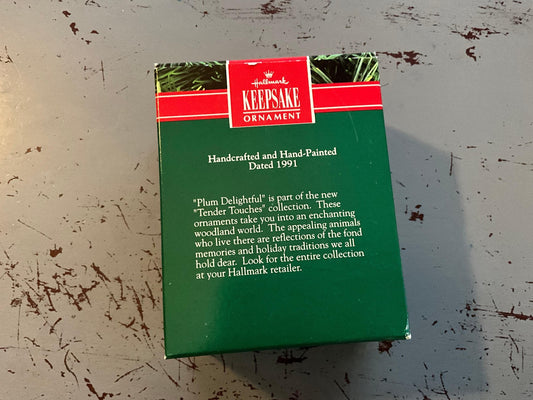 Hallmark
KEEPSAKE
ORNAMENT
Handcrafted and Hand-Painted
Dated 1991
"Plum Delightful" is part of the new
"Tender Touches" collection. These
ornaments take you into an enchanting
woodland world. The appealing animals
who live there are reflections of the fond
memories and holiday traditions we all
hold dear. Look for the entire collection
at your Hallmark retailer.